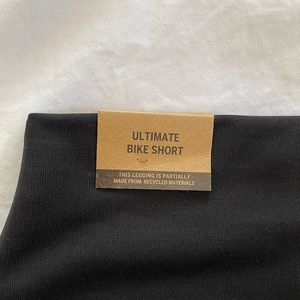 ULTIMATE
BIKE SHORT
THIS LEGGING IS PARTIALLY
MADE FROM RECYCLED MATERIALS